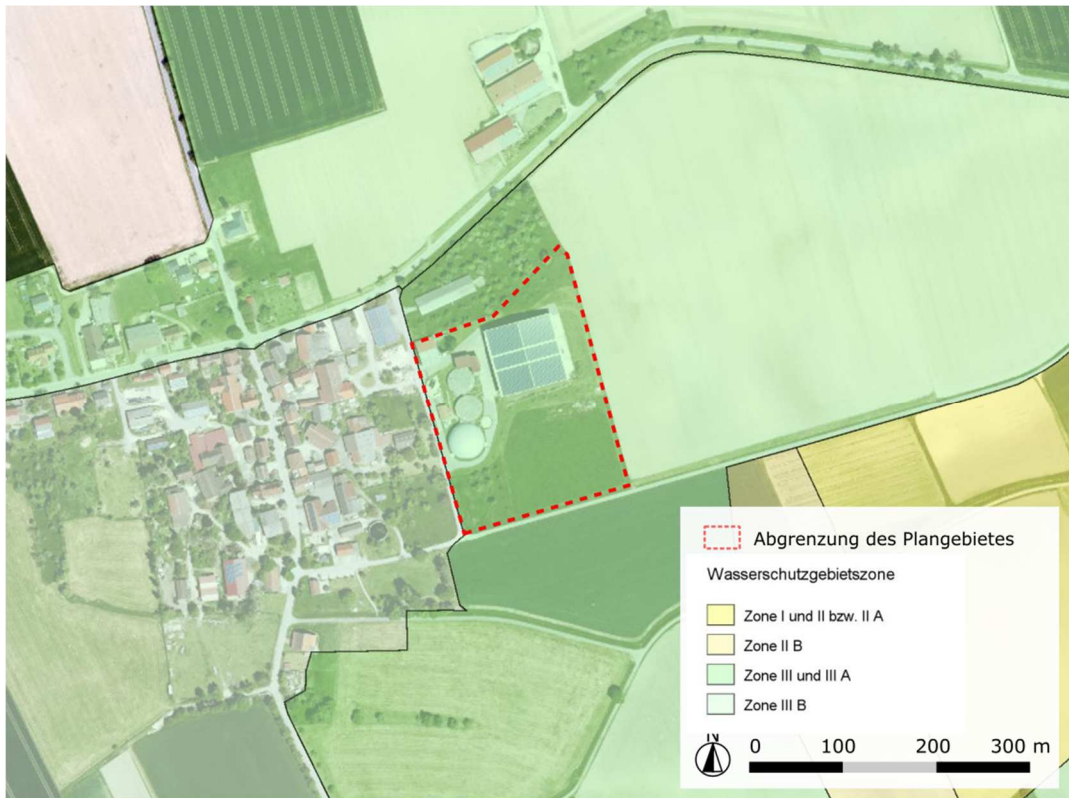 Abgrenzung des Plangebietes
Wasserschutzgebietszone
Zone I und II bzw. II A
Zone II B
Zone III und III A
Zone III B
N
0 100 200 300 m